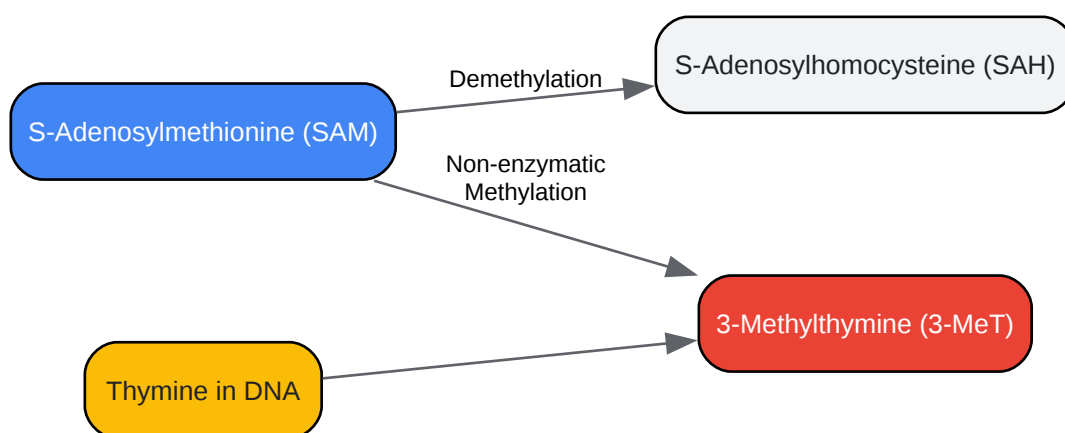 S-Adenosylhomocysteine (SAH)
Demethylation
S-Adenosylmethionine (SAM)
Non-enzymatic
Methylation
3-Methylthymine (3-MeT)
Thymine in DNA